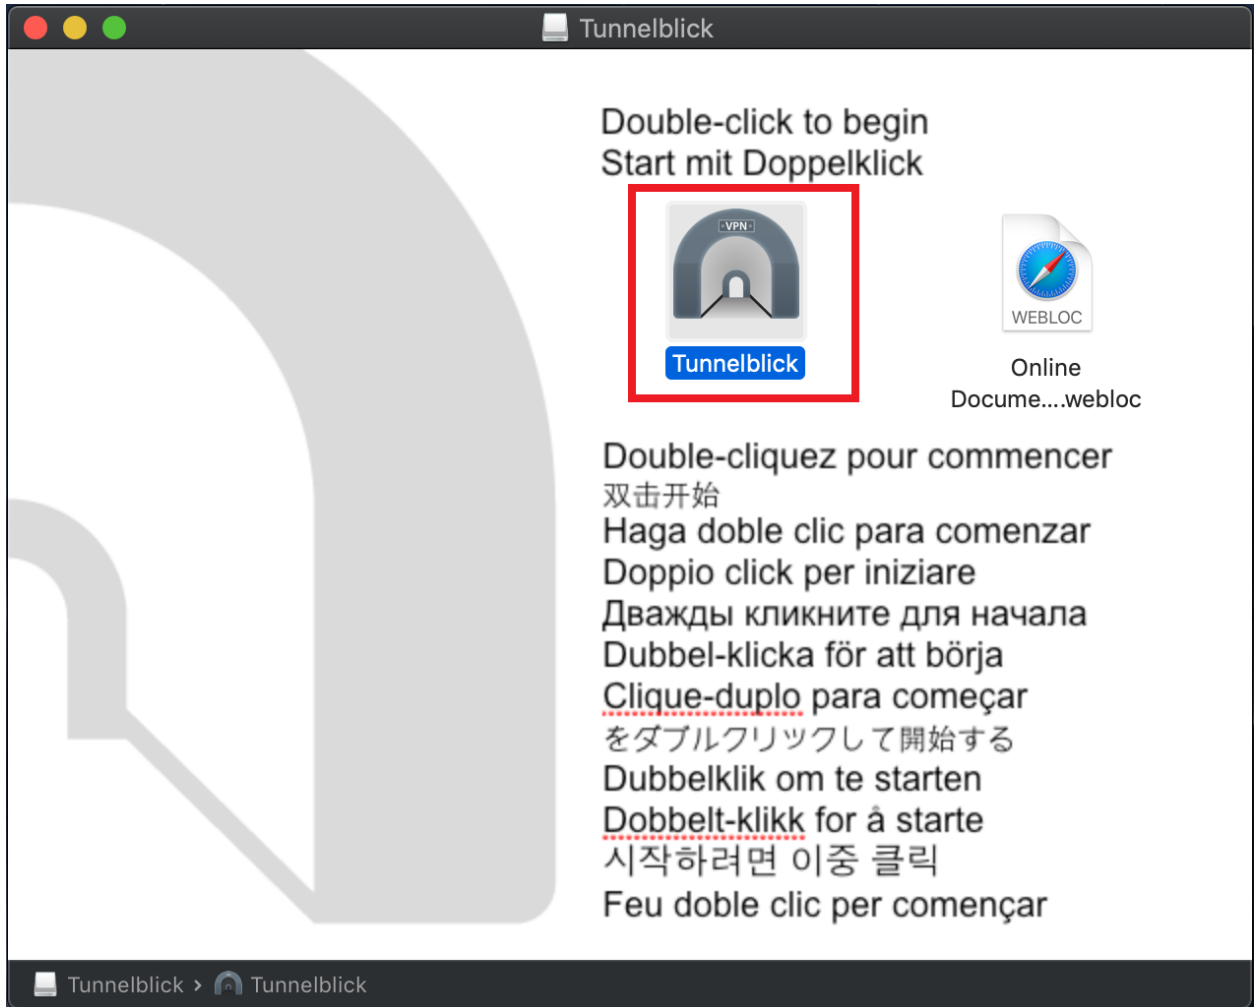 Tunnelblick
Double-click to begin
Start mit Doppelklick
VPN
Tunnelblick
WEBLOC
Online
Docume....webloc
Double-cliquez pour commencer
双击开始
Haga doble clic para comenzar
Doppio click per iniziare
Дважды кликните для начала
Dubbel-klicka för att börja
Clique-duplo para começar
をダブルクリックして開始する
Dubbelklik om te starten
Dobbelt-klikk for å starte
시작하려면 이중 클릭
Feu doble clic per començar
Tunnelblick › Tunnelblick